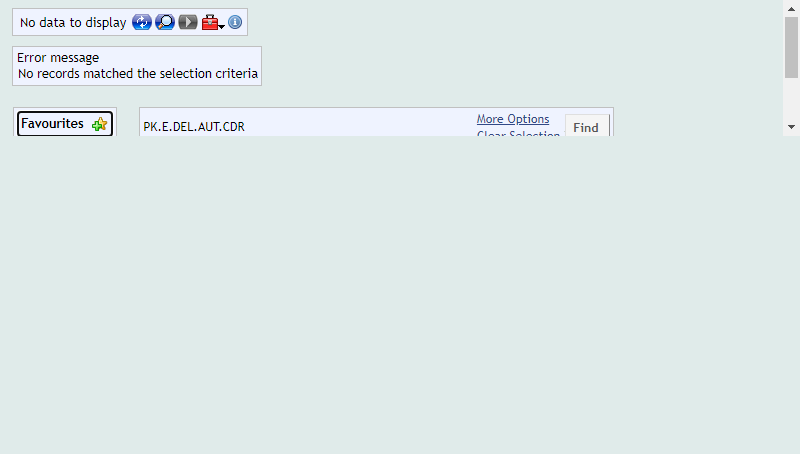 No data to display
Error message
No records matched the selection criteria
Favourites
PK.E.DEL.AUT.CDR
More Options
Clear Selection
Find